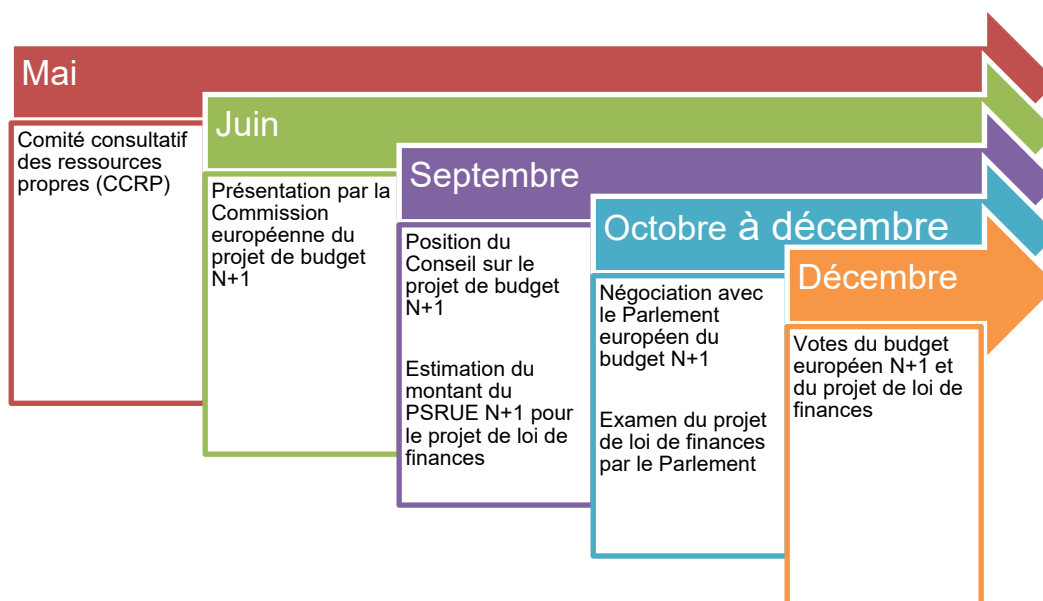 Mai
Comité consultatif
des ressources
propres (CCRP)
Juin
Présentation par la
Commission
européenne du
projet de budget
N+1
Septembre
Position du
Conseil sur le
projet de budget
N+1
Estimation du
montant du
PSRUE N+1 pour
le projet de loi de
finances
Octobre à décembre
Négociation avec
le Parlement
européen du
budget N+1
Examen du projet
de loi de finances
par le Parlement
Décembre
Votes du budget
européen N+1 et
du projet de loi de
finances